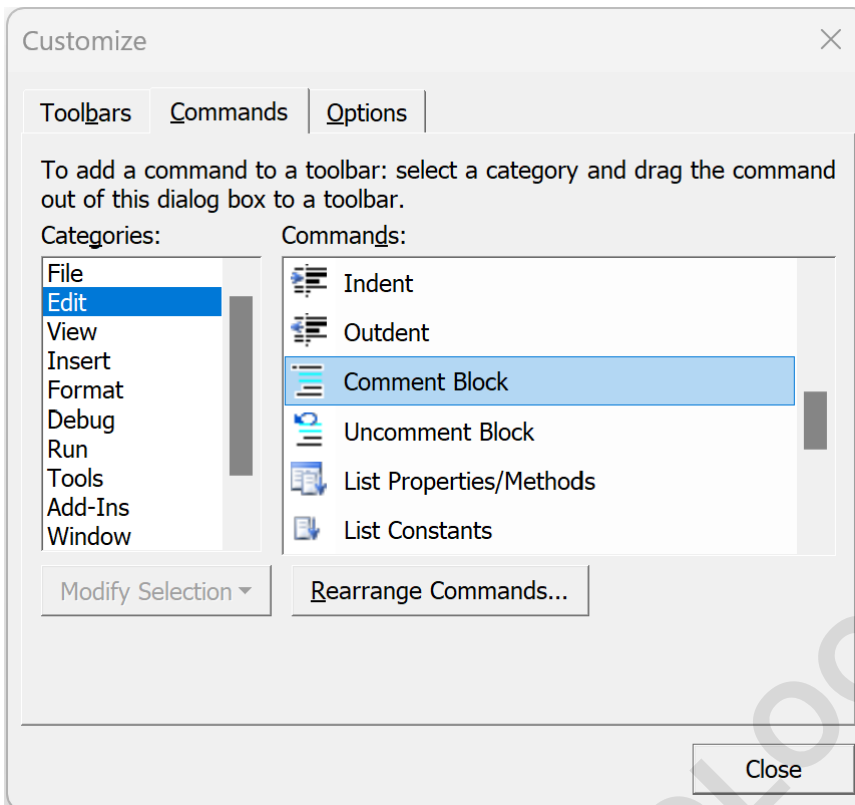 Customize
Toolbars Commands Options
To add a command to a toolbar: select a category and drag the command
out of this dialog box to a toolbar.
Categories: Commands:
File
Edit
View
Insert
Format
Debug
Run
Tools
Add-Ins
Window
Indent
Outdent
Comment Block
Uncomment Block
List Properties/Methods
List Constants
Modify Selection
Rearrange Commands...
Close